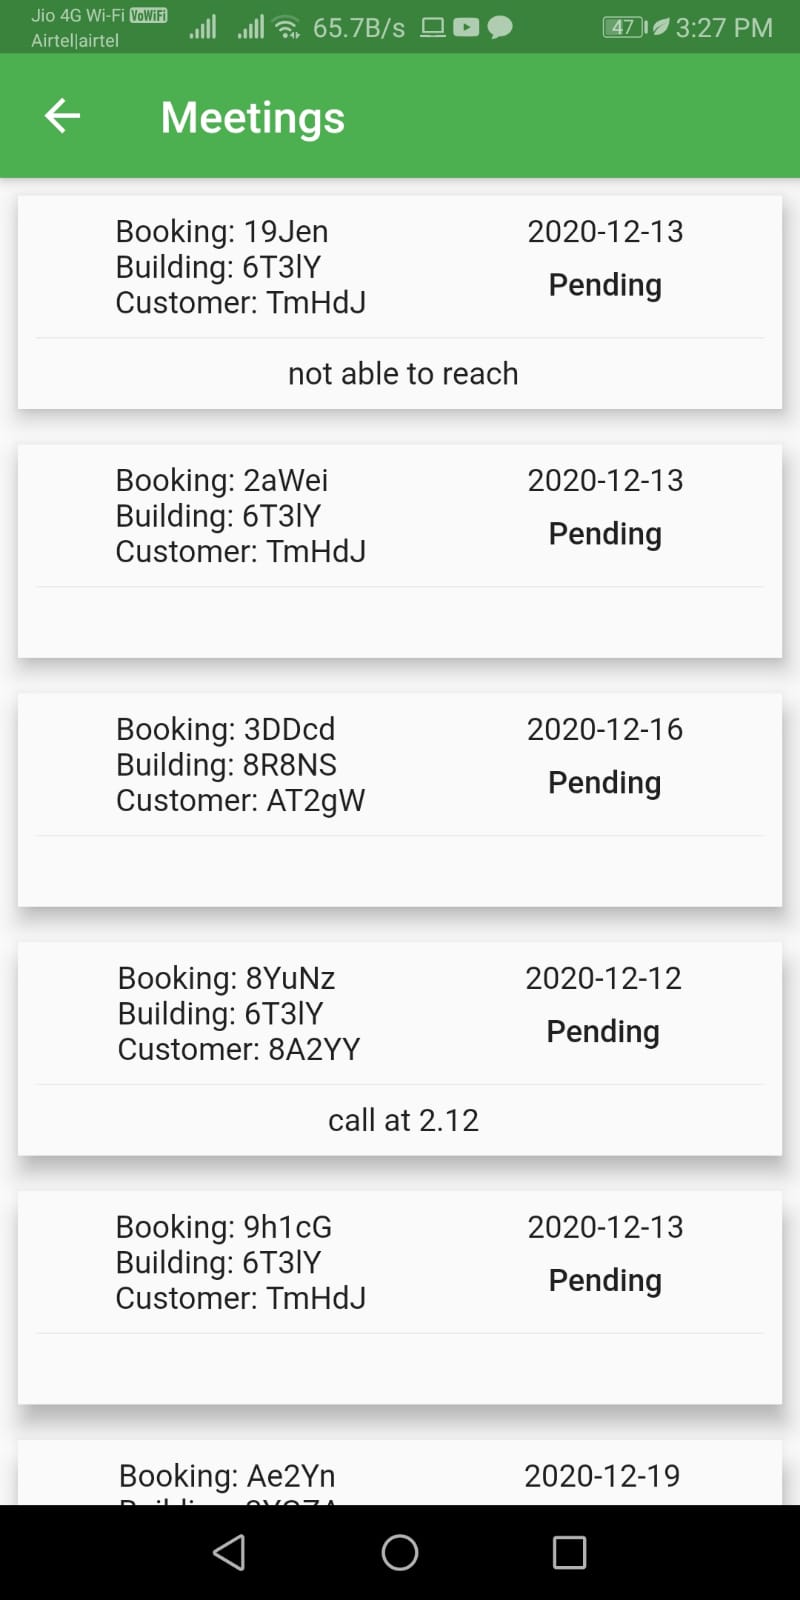 Jio 4G Wi-Fi VoWiFi
Airtel|airtel
65.7B/s
47
3:27 PM
Meetings
Booking: 19Jen
2020-12-13
Building: 6T3lY
Pending
Customer: TmHdJ
not able to reach
Booking: 2aWei
2020-12-13
Building: 6T3lY
Pending
Customer: TmHdJ
Booking: 3DDcd
2020-12-16
Building: 8R8NS
Pending
Customer: AT2gW
Booking: 8YuNz
2020-12-12
Building: 6T3lY
Pending
Customer: 8A2YY
call at 2.12
Booking: 9h1cG
2020-12-13
Building: 6T3lY
Pending
Customer: TmHdJ
Booking: Ae2Yn
2020-12-19